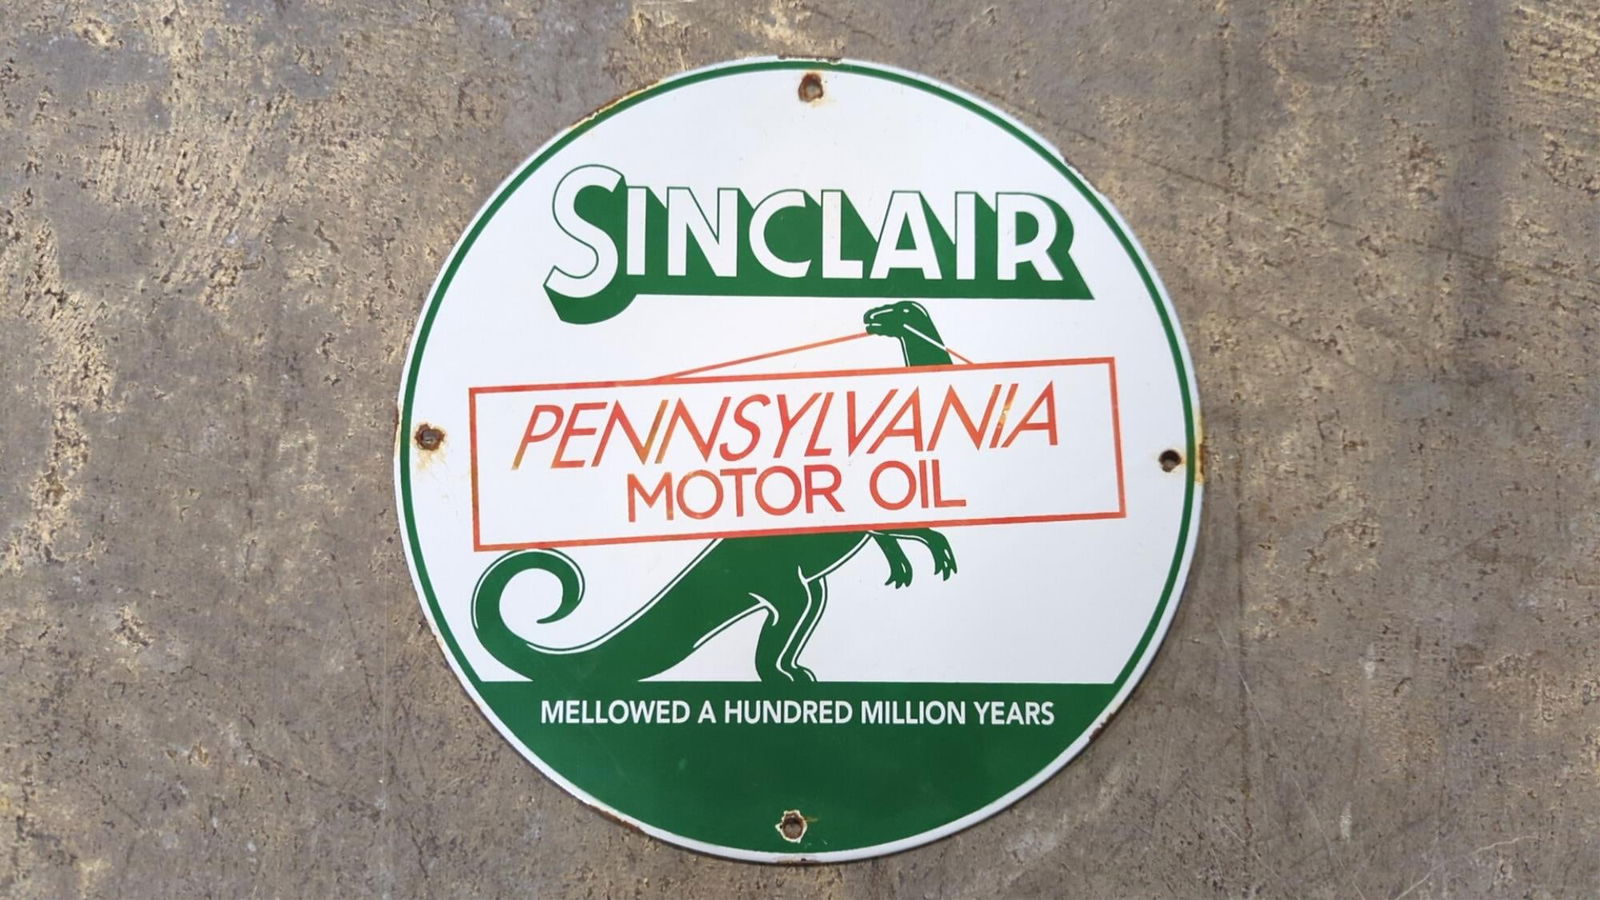 SINCLAIR
PENNSYLVANIA
MOTOR OIL
MELLOWED A HUNDRED MILLION YEARS